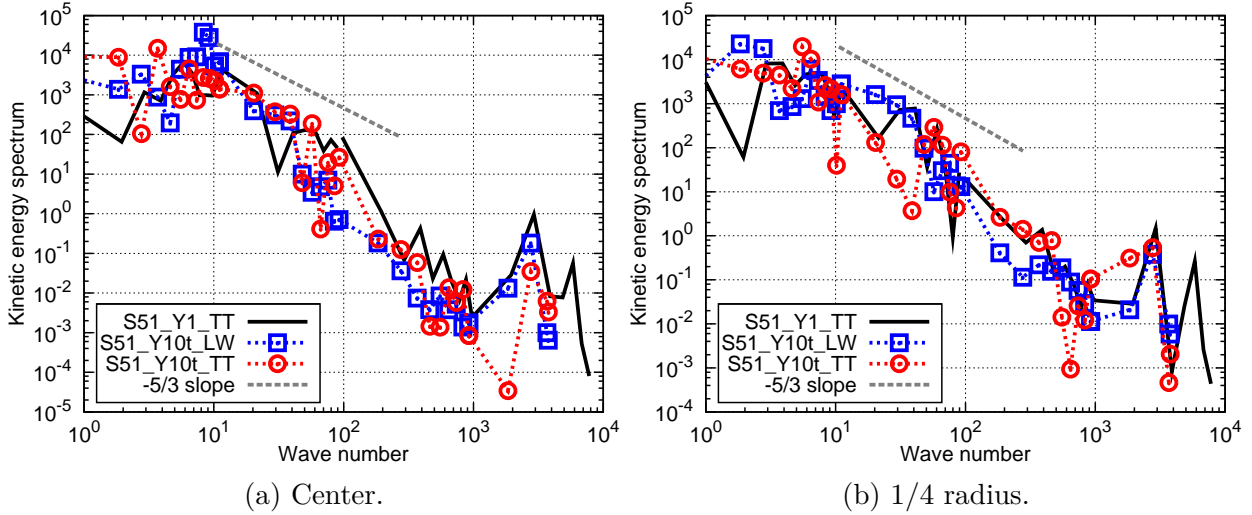 10^5
10^4
10^3
10^2
10^1
10^0
10^-1
10^-2
10^-3
10^-4
10^-5
Kinetic energy spectrum
S51_Y1_TT
S51_Y10t_LW
S51_Y10t_TT
-5/3 slope
10^0 10^1 10^2 10^3 10^4
Wave number
(a) Center.
10^5
10^4
10^3
10^2
10^1
10^0
10^-1
10^-2
10^-3
10^-4
Kinetic energy spectrum
S51_Y1_TT
S51_Y10t_LW
S51_Y10t_TT
-5/3 slope
10^0 10^1 10^2 10^3 10^4
Wave number
(b) 1/4 radius.